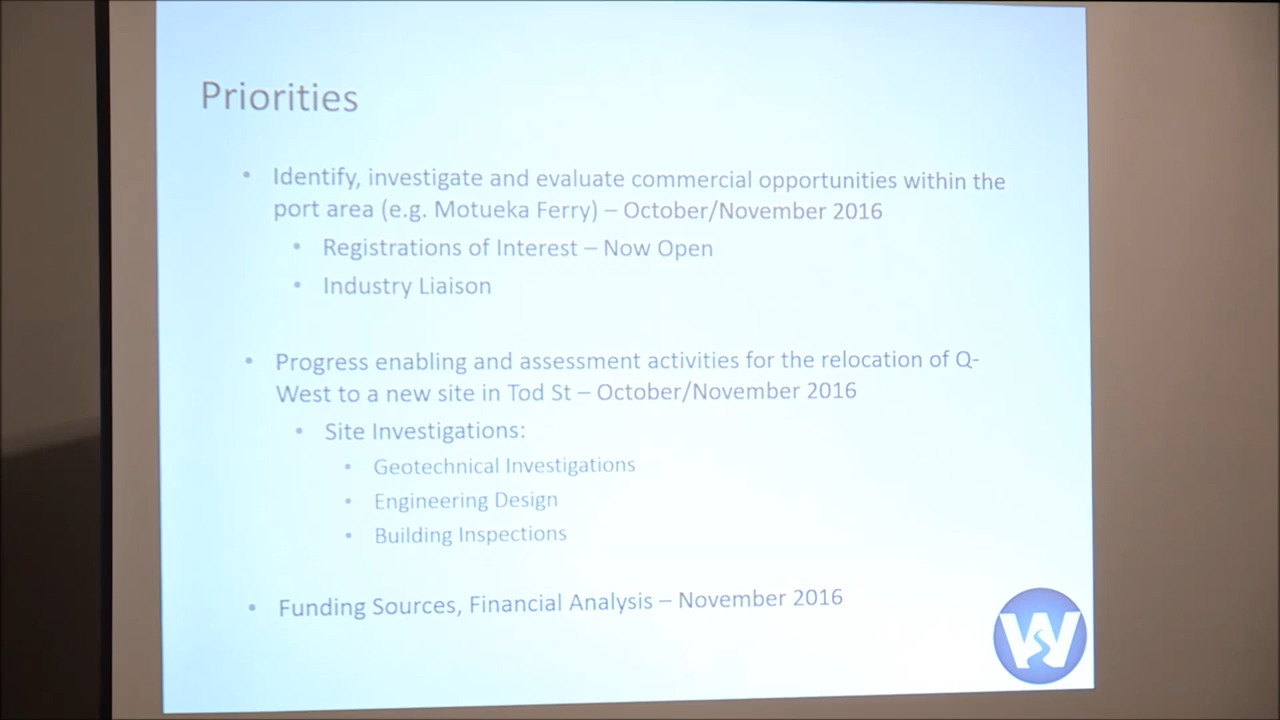 Priorities
• Identify, investigate and evaluate commercial opportunities within the
port area (e.g. Motueka Ferry) – October/November 2016
• Registrations of Interest – Now Open
• Industry Liaison
• Progress enabling and assessment activities for the relocation of Q-
West to a new site in Tod St – October/November 2016
• Site Investigations:
• Geotechnical Investigations
• Engineering Design
• Building Inspections
• Funding Sources, Financial Analysis – November 2016
W